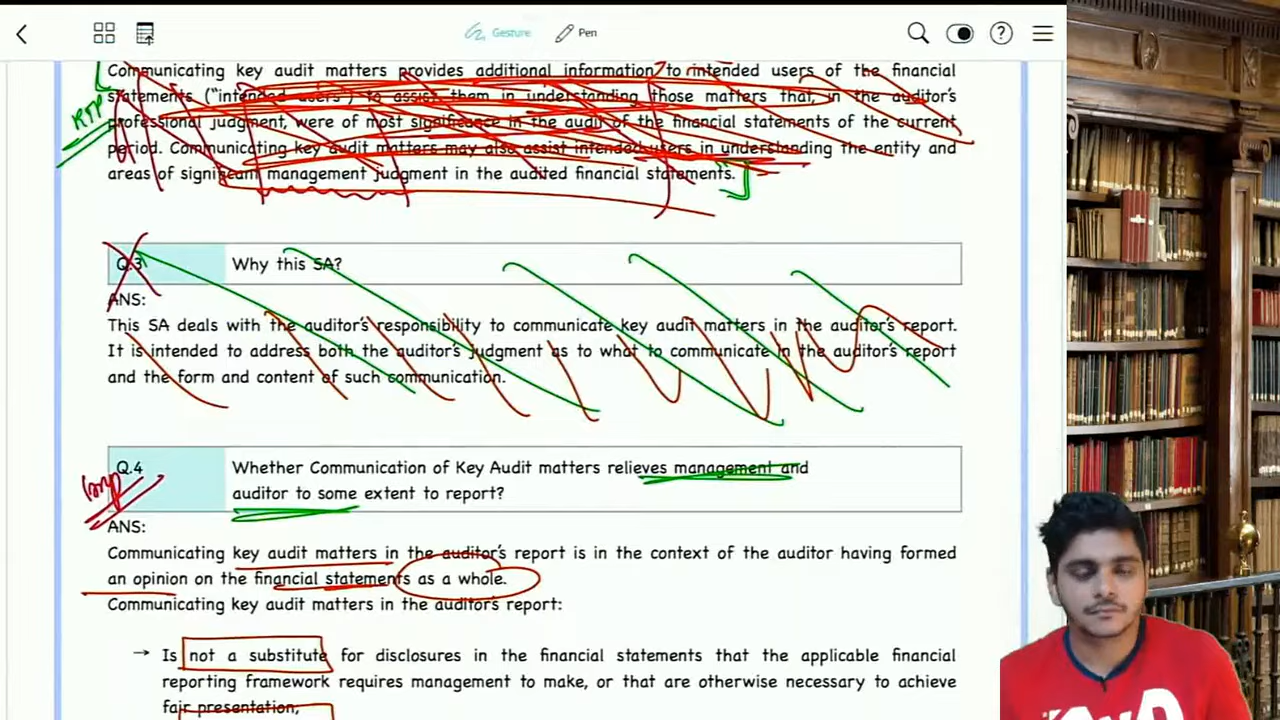 Gesture Pen
Communicating key audit matters provides additional information to intended users of the financial
statements ("intended users") to assist them in understanding those matters that, in the auditor's
professional judgment, were of most significance in the audit of the financial statements of the current
period. Communicating key audit matters may also assist intended users in understanding the entity and
areas of significant management judgment in the audited financial statements.
RTP
Q.3 Why this SA?
ANS:
This SA deals with the auditor's responsibility to communicate key audit matters in the auditor's report.
It is intended to address both the auditor's judgment as to what to communicate in the auditor's report
and the form and content of such communication.
Q.4 Whether Communication of Key Audit matters relieves management and
auditor to some extent to report?
Imp
ANS:
Communicating key audit matters in the auditor's report is in the context of the auditor having formed
an opinion on the financial statements as a whole.
Communicating key audit matters in the auditor's report:
→ Is not a substitute for disclosures in the financial statements that the applicable financial
reporting framework requires management to make, or that are otherwise necessary to achieve
fair presentation;